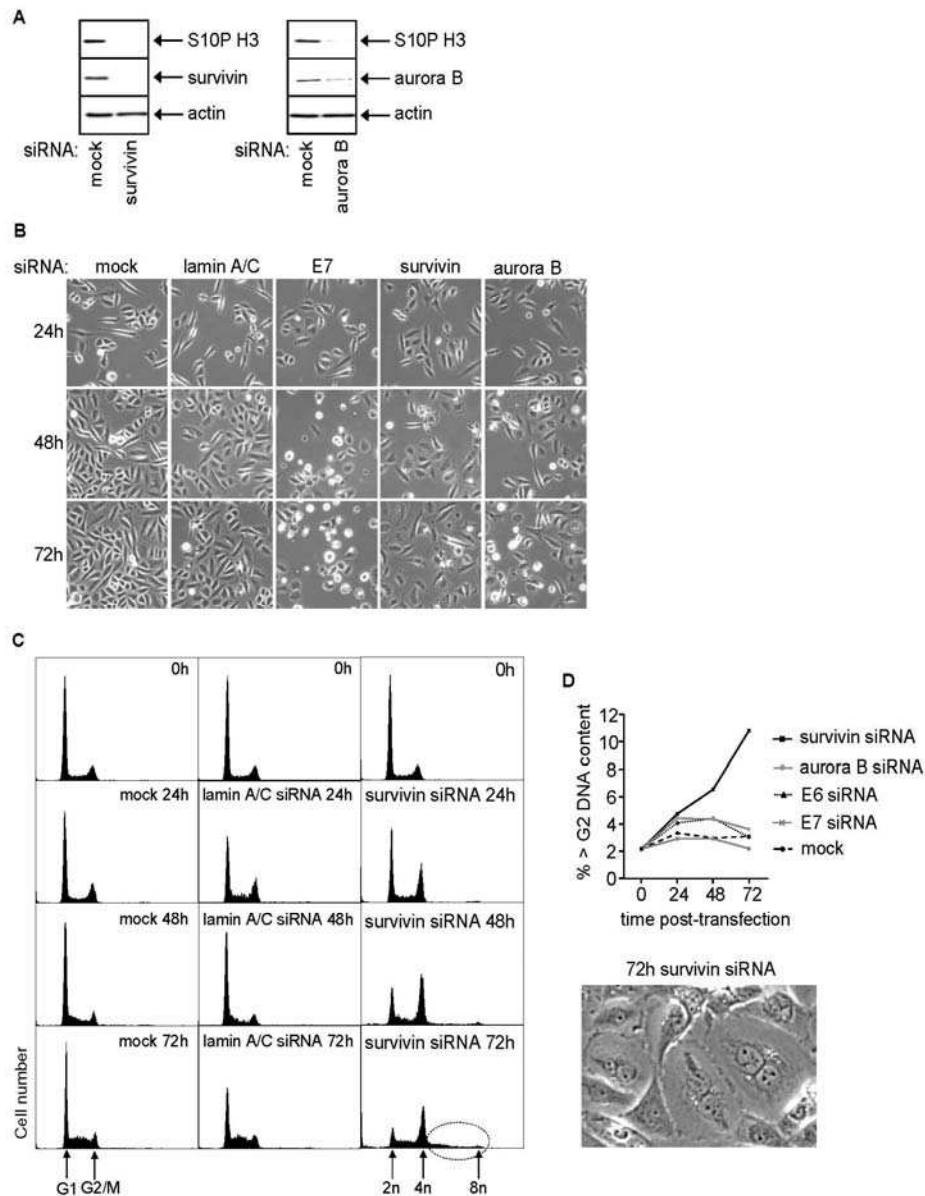 A
S10P H3
survivin
actin
siRNA:
mock
survivin
S10P H3
aurora B
actin
siRNA:
mock
aurora B
B
siRNA:
mock
lamin A/C
E7
survivin
aurora B
24h
48h
72h
C
0h
0h
0h
mock 24h
lamin A/C siRNA 24h
survivin siRNA 24h
mock 48h
lamin A/C siRNA 48h
survivin siRNA 48h
mock 72h
lamin A/C siRNA 72h
survivin siRNA 72h
Cell number
G1
G2/M
2n
4n
8n
D
% > G2 DNA content
12
10
8
6
4
2
0
0
24
48
72
time post-transfection
survivin siRNA
aurora B siRNA
E6 siRNA
E7 siRNA
mock
72h survivin siRNA